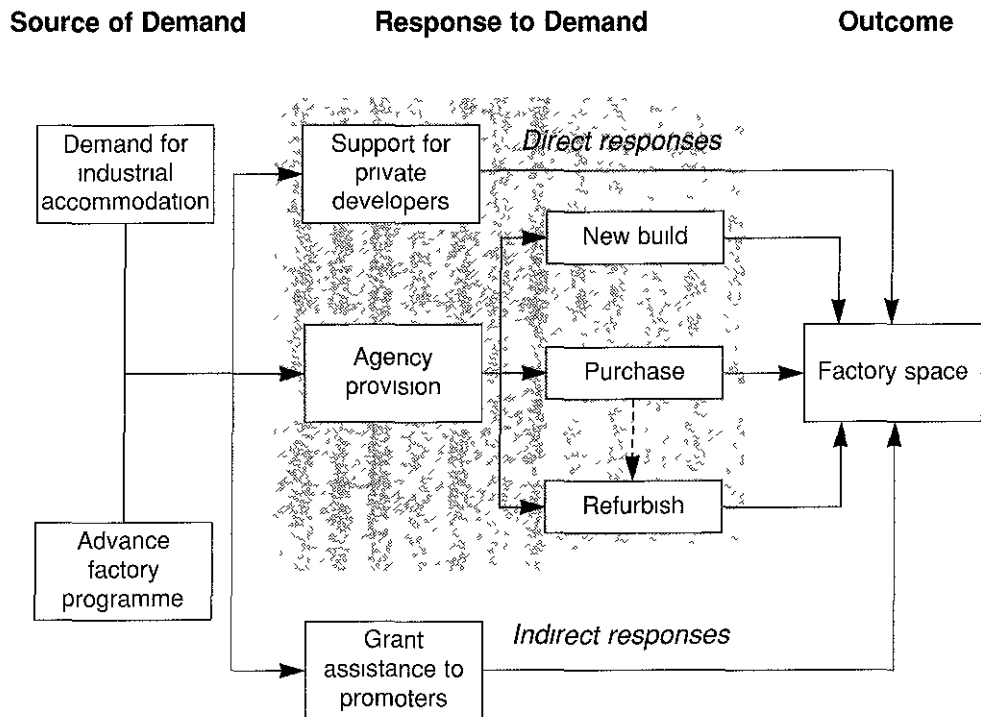 Source of Demand
Response to Demand
Outcome
Demand for
industrial
accommodation
Advance
factory
programme
Support for
private
developers
Direct responses
Agency
provision
New build
Purchase
Refurbish
Grant
assistance to
promoters
Indirect responses
Factory space